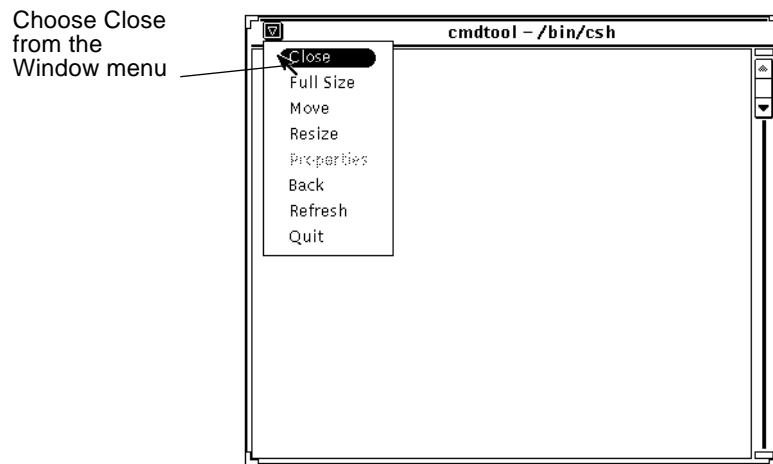 Choose Close
from the
Window menu
cmdtool – /bin/csh
Close
Full Size
Move
Resize
Properties
Back
Refresh
Quit